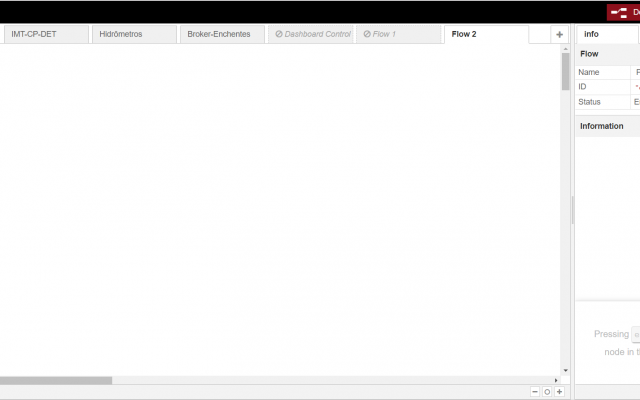 IMT-CP-DET
Hidrômetros
Broker-Enchentes
Dashboard Control
Flow 1
Flow 2
info
Flow
Name
ID
Status
Information
Pressing
node in